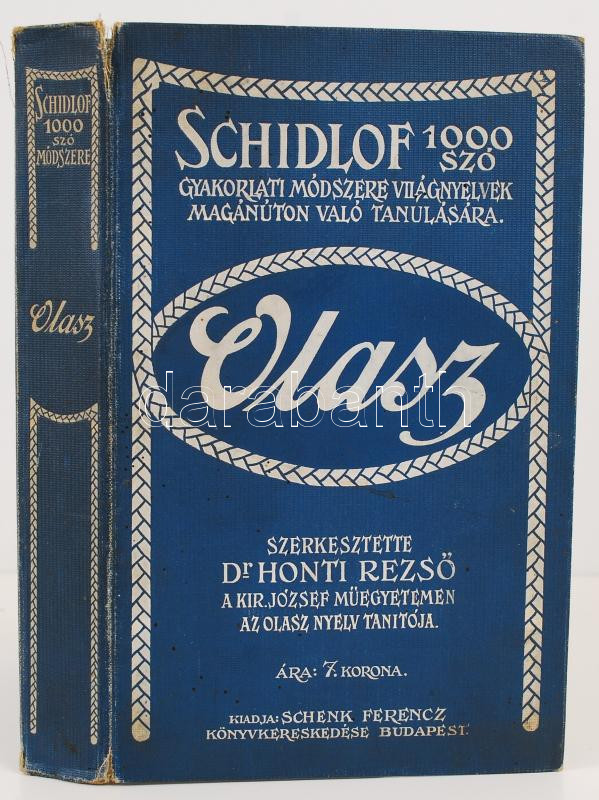 SCHIDLOF
1000
SZÓ
MÓDSZERE
Olasz
SCHIDLOF 1000 SZÓ
GYAKORLATI MÓDSZERE VILÁGNYELVEK
MAGÁNÚTON VALÓ TANULÁSÁRA.
Olasz
darabanth
SZERKESZTETTE
Dr HONTI REZSŐ
A KIR. JÓZSEF MŰEGYETEMEN
AZ OLASZ NYELV TANITÓJA.
ÁRA: 7. KORONA.
KIADJA: SCHENK FERENCZ
KÖNYVKERESKEDÉSE BUDAPEST.